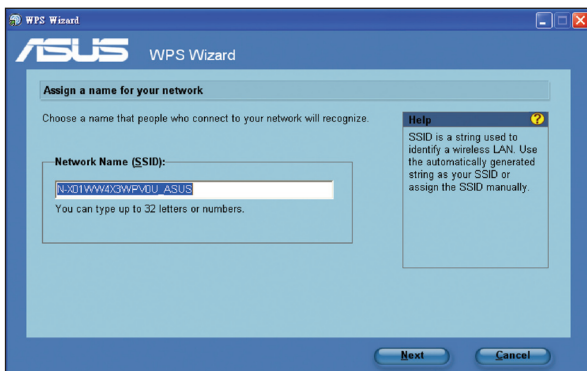 WPS Wizard
ASUS WPS Wizard
Assign a name for your network
Choose a name that people who connect to your network will recognize.
Network Name (SSID):
N-X01WW4X3WPV0U_ASUS
You can type up to 32 letters or numbers.
Help
SSID is a string used to
identify a wireless LAN. Use
the automatically generated
string as your SSID or
assign the SSID manually.
Next Cancel